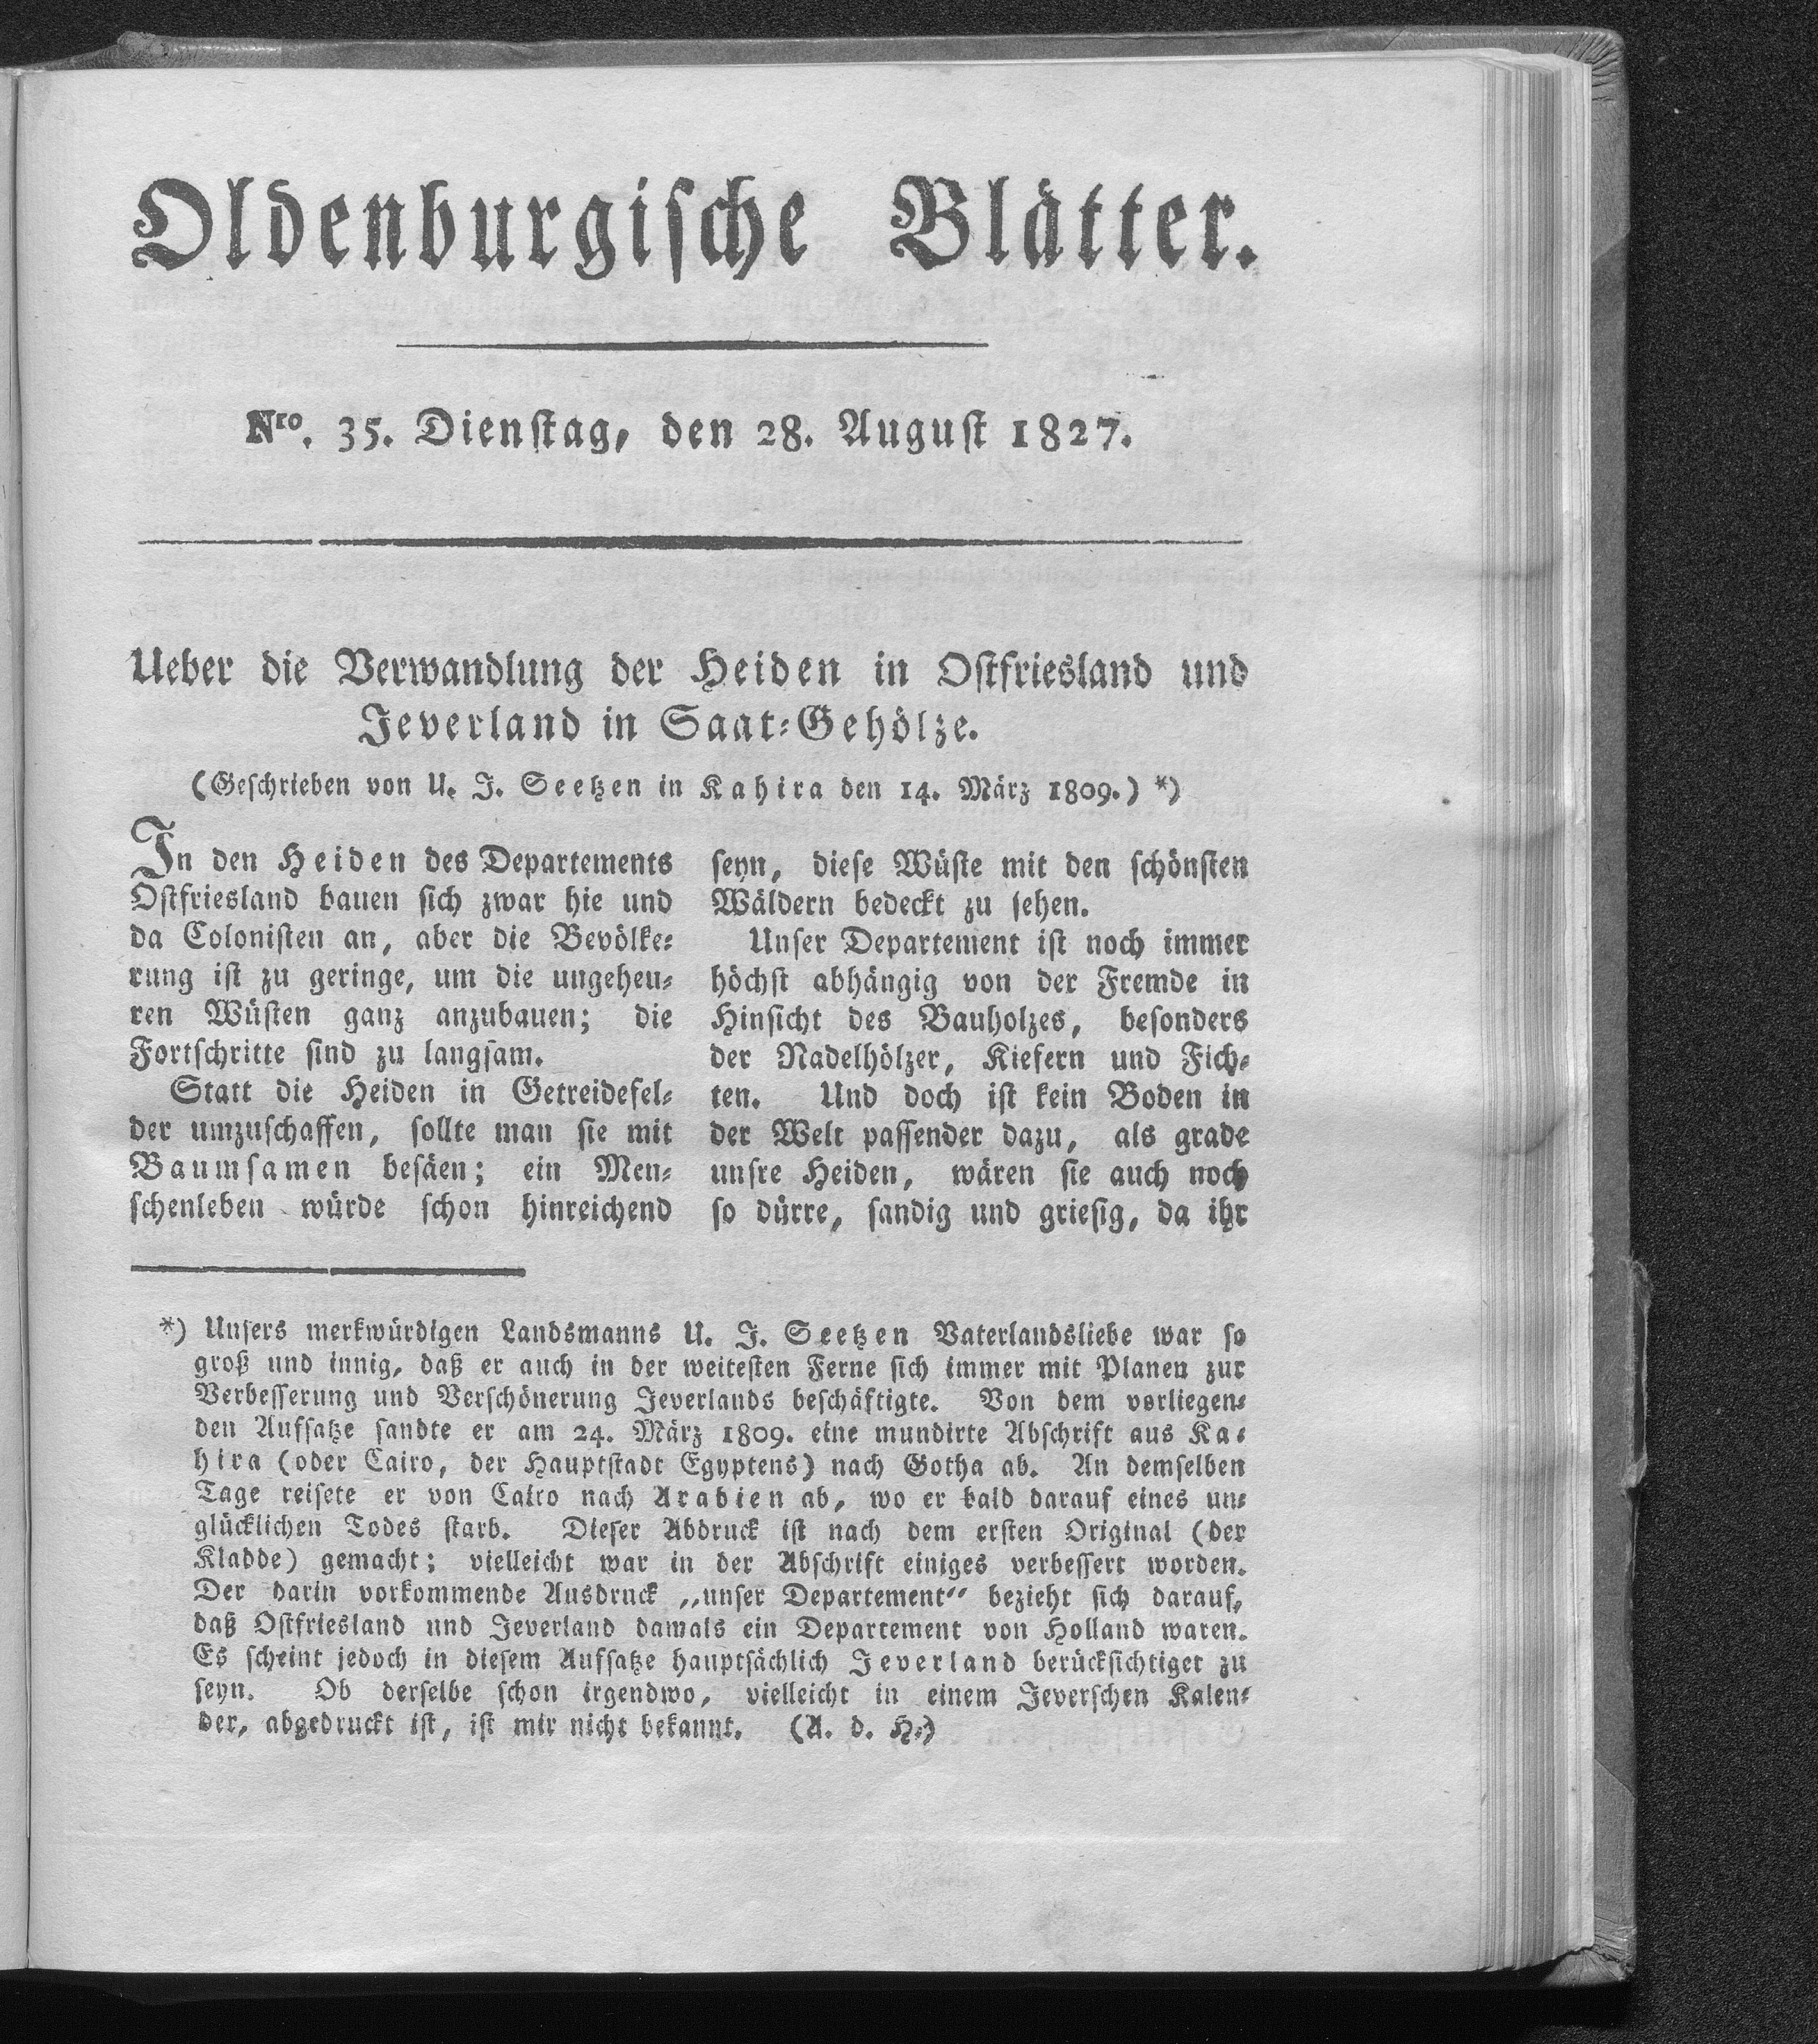 Oldenburgische Blätter.
Nro. 35. Dienstag, den 28. August 1827.
Ueber die Verwandlung der Heiden in Ostfriesland und
Jeverland in Saat-Gehölze.
(Geschrieben von U. J. Seetzen in Kahira den 14. März 1809.) *)
In den Heiden des Departements
Ostfriesland bauen sich zwar hie und
da Colonisten an, aber die Bevölke-
rung ist zu geringe, um die ungeheu-
ren Wüsten ganz anzubauen; die
Fortschritte sind zu langsam.
Statt die Heiden in Getreidefel-
der umzuschaffen, sollte man sie mit
Baumsamen besäen; ein Men-
schenleben würde schon hinreichend
seyn, diese Wüste mit den schönsten
Wäldern bedeckt zu sehen.
Unser Departement ist noch immer
höchst abhängig von der Fremde in
Hinsicht des Bauholzes, besonders
der Nadelhölzer, Kiefern und Fich-
ten. Und doch ist kein Boden in
der Welt passender dazu, als grade
unsre Heiden, wären sie auch noch
so dürre, sandig und griesig, da ihr
*) Unsers merkwürdigen Landsmanns U. J. Seetzen Vaterlandsliebe war so
groß und innig, daß er auch in der weitesten Ferne sich immer mit Planen zur
Verbesserung und Verschönerung Jeverlands beschäftigte. Von dem vorliegen-
den Aufsatze sandte er am 24. März 1809. eine mundirte Abschrift aus Ka-
hira (oder Cairo, der Hauptstadt Egyptens) nach Gotha ab. An demselben
Tage reisete er von Cairo nach Arabien ab, wo er bald darauf eines un-
glücklichen Todes starb. Dieser Abdruck ist nach dem ersten Original (der
Kladde) gemacht; vielleicht war in der Abschrift einiges verbessert worden.
Der darin vorkommende Ausdruck „unser Departement“ bezieht sich darauf,
daß Ostfriesland und Jeverland damals ein Departement von Holland waren.
Es scheint jedoch in diesem Aufsatze hauptsächlich Jeverland berücksichtiget zu
seyn. Ob derselbe schon irgendwo, vielleicht in einem Jeverschen Kalen-
der, abgedruckt ist, ist mir nicht bekannt. (A. d. H.)